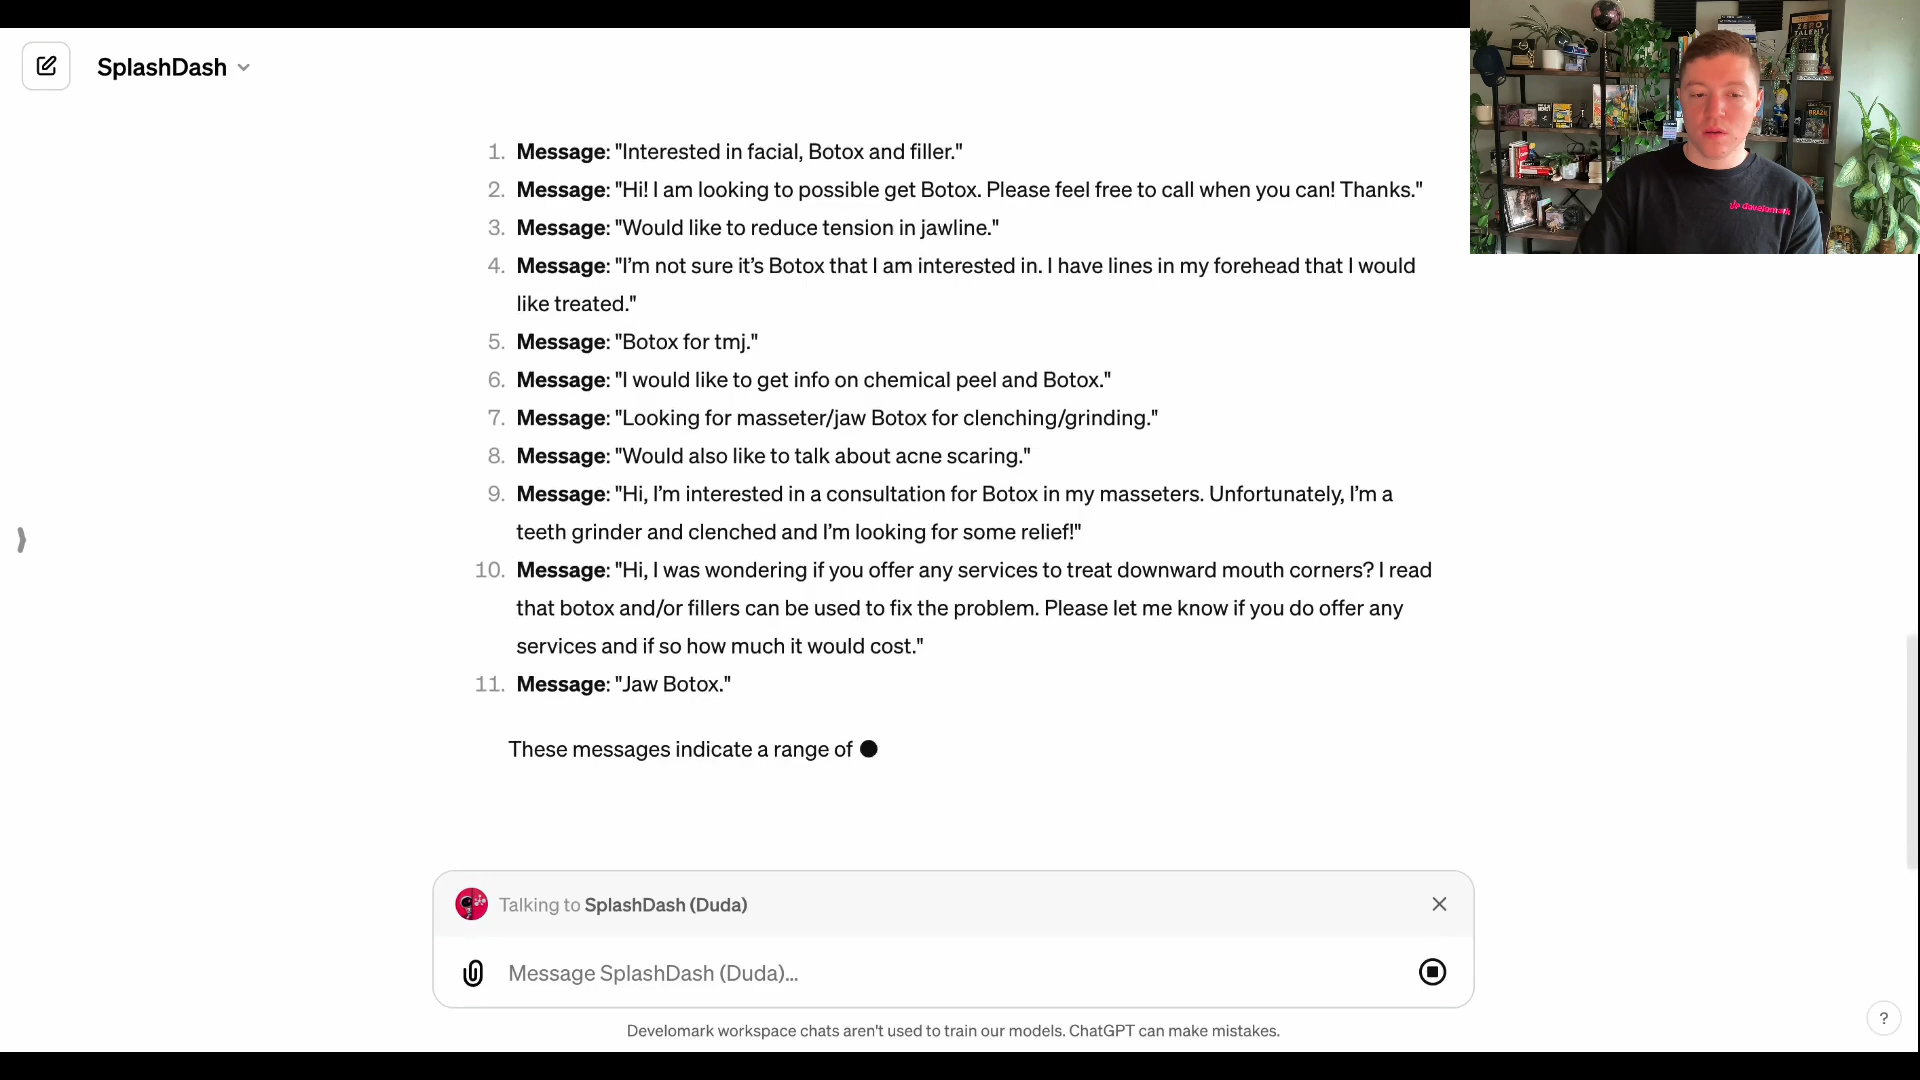 SplashDash
1. Message: "Interested in facial, Botox and filler."
2. Message: "Hi! I am looking to possible get Botox. Please feel free to call when you can! Thanks."
3. Message: "Would like to reduce tension in jawline."
4. Message: "I’m not sure it’s Botox that I am interested in. I have lines in my forehead that I would
like treated."
5. Message: "Botox for tmj."
6. Message: "I would like to get info on chemical peel and Botox."
7. Message: "Looking for masseter/jaw Botox for clenching/grinding."
8. Message: "Would also like to talk about acne scaring."
9. Message: "Hi, I’m interested in a consultation for Botox in my masseters. Unfortunately, I’m a
teeth grinder and clenched and I’m looking for some relief!"
10. Message: "Hi, I was wondering if you offer any services to treat downward mouth corners? I read
that botox and/or fillers can be used to fix the problem. Please let me know if you do offer any
services and if so how much it would cost."
11. Message: "Jaw Botox."
These messages indicate a range of
Talking to SplashDash (Duda)
Message SplashDash (Duda)...
Develomark workspace chats aren't used to train our models. ChatGPT can make mistakes.
?
ZERO
TALENT
BRAZIL
develomark